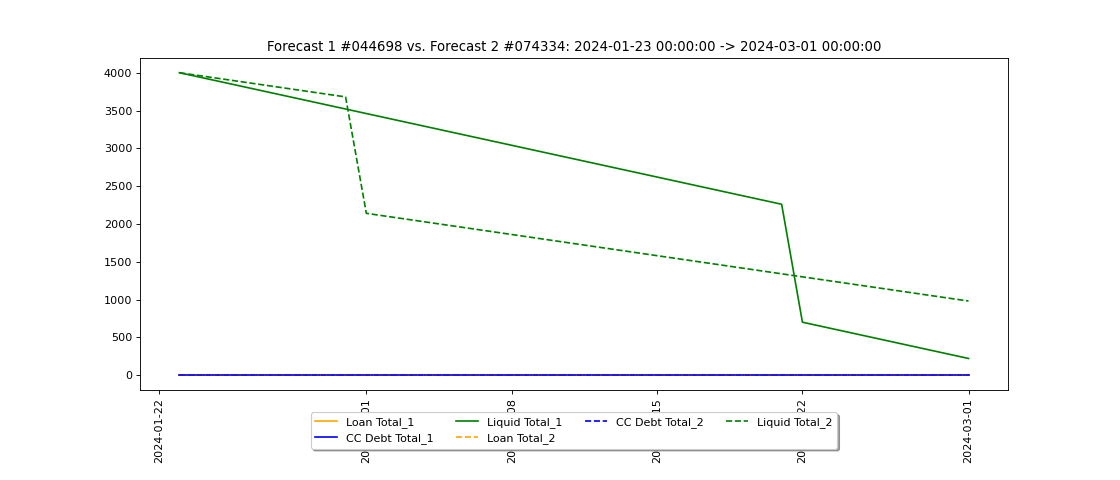 Forecast 1 #044698 vs. Forecast 2 #074334: 2024-01-23 00:00:00 -> 2024-03-01 00:00:00
4000
3500
3000
2500
2000
1500
1000
500
0
2024-01-22
2024-03-01
Loan Total_1
CC Debt Total_1
Liquid Total_1
Loan Total_2
CC Debt Total_2
Liquid Total_2